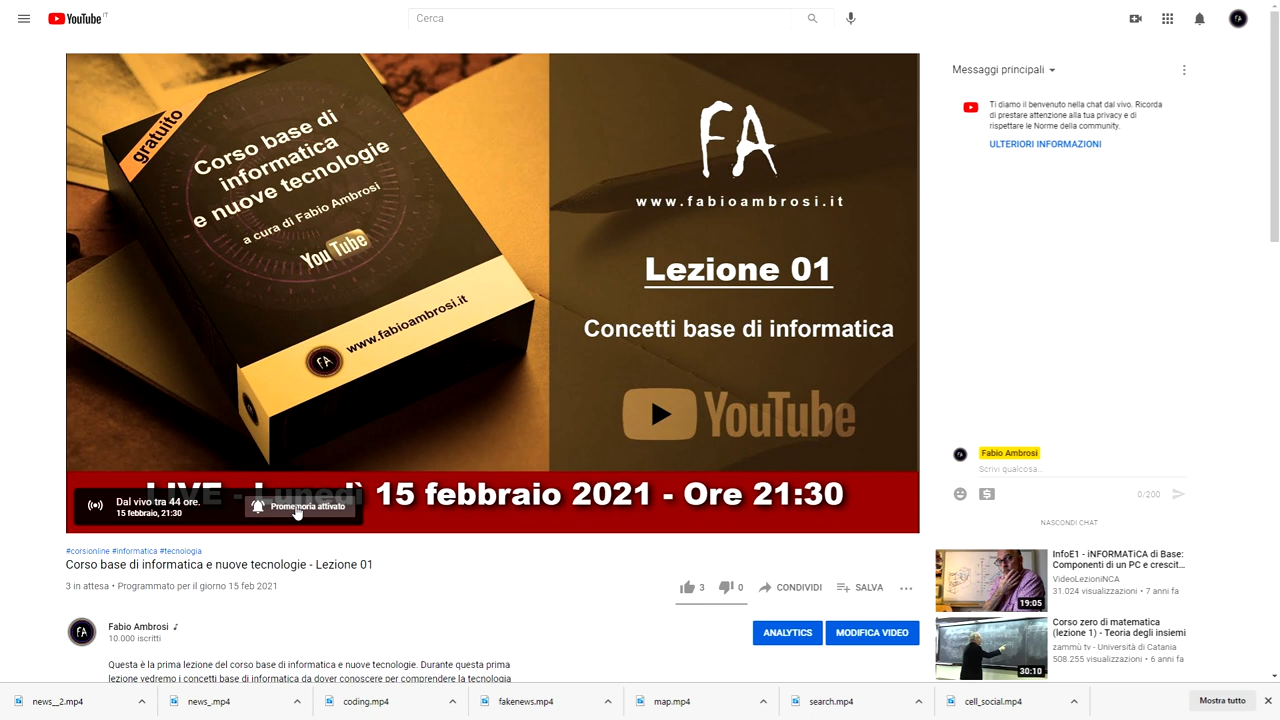 YouTube IT
Cerca
FA
gratuito
Corso base di
informatica
e nuove tecnologie
a cura di Fabio Ambrosi
YouTube
www.fabioambrosi.it
FA
FA
www.fabioambrosi.it
Lezione 01
Concetti base di informatica
YouTube
LIVE - Lunedì 15 febbraio 2021 - Ore 21:30
Dal vivo tra 44 ore.
15 febbraio, 21:30
Promemoria attivato
#corsionline #informatica #tecnologia
Corso base di informatica e nuove tecnologie - Lezione 01
3 in attesa • Programmato per il giorno 15 feb 2021
3
0
CONDIVIDI
SALVA
FA
Fabio Ambrosi
10.000 iscritti
ANALYTICS
MODIFICA VIDEO
Questa è la prima lezione del corso base di informatica e nuove tecnologie. Durante questa prima
lezione vedremo i concetti base di informatica da
conoscere per comprendere la tecnologia
Messaggi principali
Ti diamo il benvenuto nella chat dal vivo. Ricorda
di prestare attenzione alla tua privacy e di
rispettare le Norme della community.
ULTERIORI INFORMAZIONI
Fabio Ambrosi
Scrivi qualcosa...
0/200
NASCONDI CHAT
19:05
InfoE1 - iNFORMATiCA di Base:
Componenti di un PC e crescit...
VideoLezioniNCA
31.024 visualizzazioni • 7 anni fa
30:10
Corso zero di matematica
(lezione 1) - Teoria degli insiemi
zammù tv - Università di Catania
508.255 visualizzazioni • 6 anni fa
news__2.mp4
news_.mp4
coding.mp4
fakenews.mp4
map.mp4
search.mp4
cell_social.mp4
Mostra tutto